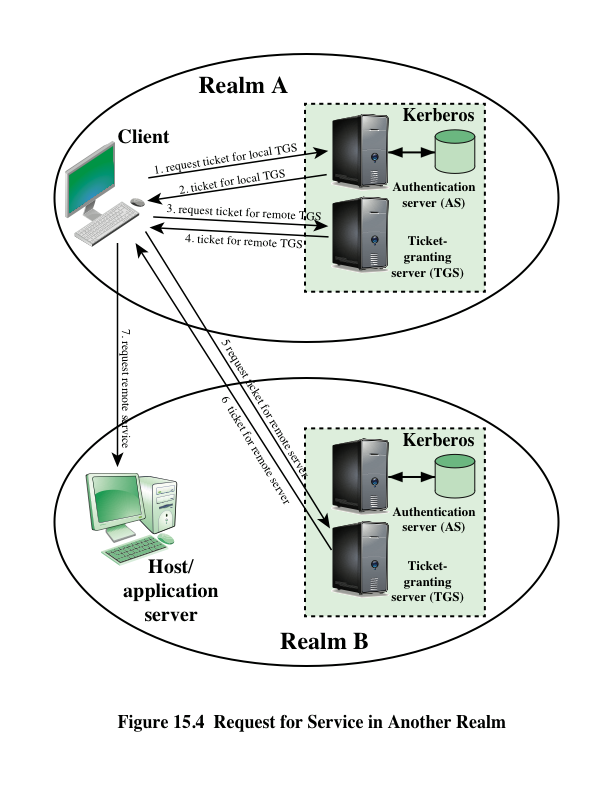 Realm A
Client
Kerberos
1. request ticket for local TGS
2. ticket for local TGS
3. request ticket for remote TGS
4. ticket for remote TGS
Authentication
server (AS)
Ticket-
granting
server (TGS)
5 request ticket for remote server
6 ticket for remote server
7. request remote service
Kerberos
Authentication
server (AS)
Ticket-
granting
server (TGS)
Host/
application
server
Realm B
Figure 15.4 Request for Service in Another Realm